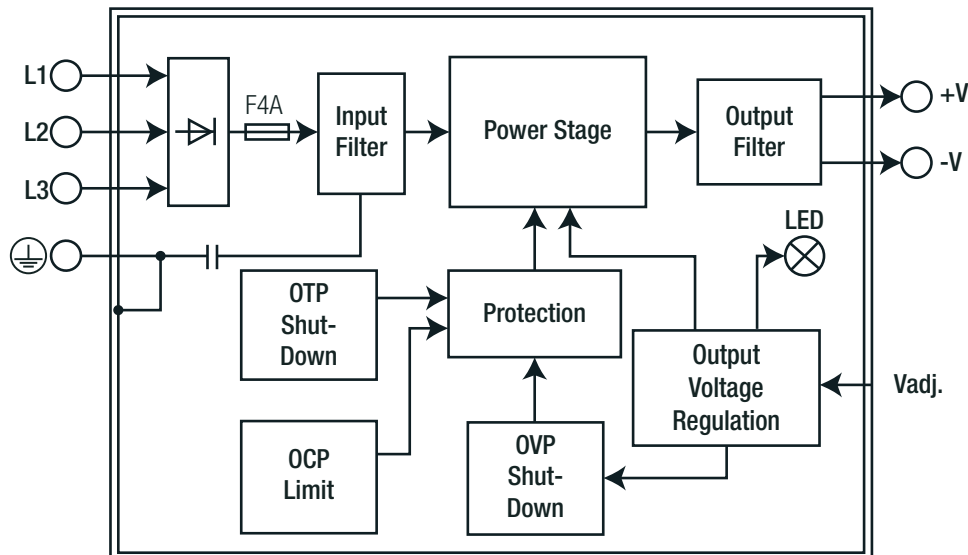 L1
L2
L3
F4A
Input
Filter
Power Stage
Output
Filter
+V
-V
LED
OTP
Shut-
Down
Protection
Output
Voltage
Regulation
Vadj.
OCP
Limit
OVP
Shut-
Down